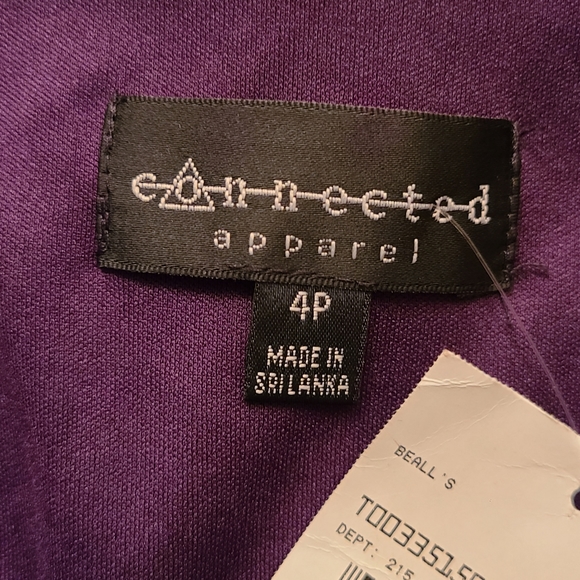 connected
apparel
4P
MADE IN
SRI LANKA
BEALL'S
DEPT: 215